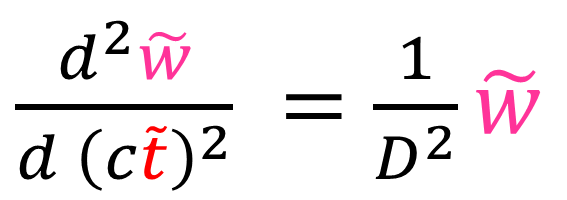 d²w̃ / d (ct̃)² = 1 / D² w̃